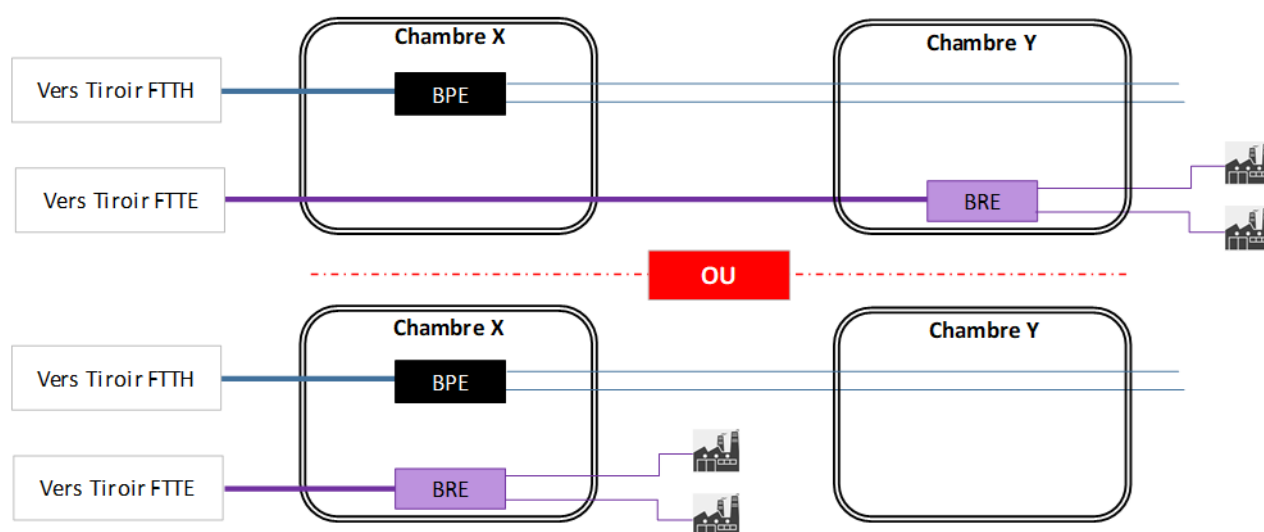 Chambre X
Chambre Y
Vers Tiroir FTTH
BPE
Vers Tiroir FTTE
BRE
OU
Chambre X
Chambre Y
Vers Tiroir FTTH
BPE
Vers Tiroir FTTE
BRE